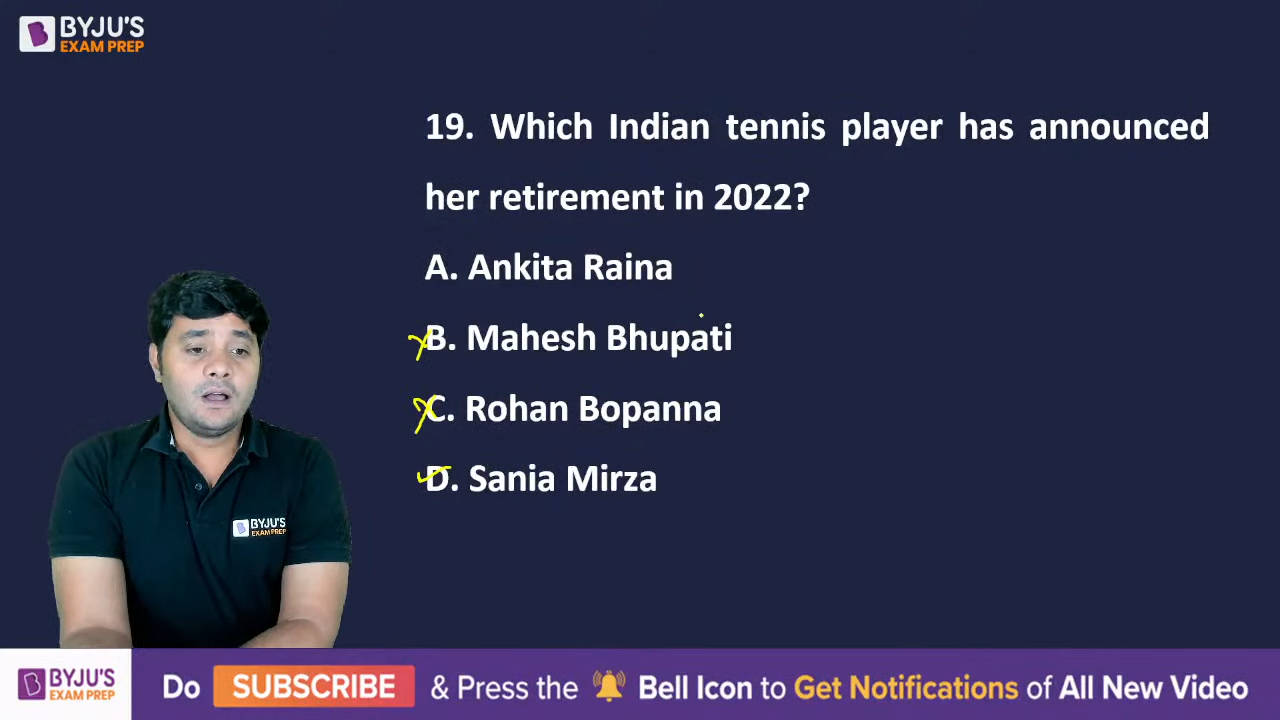 BYJU'S
EXAM PREP
19. Which Indian tennis player has announced
her retirement in 2022?
A. Ankita Raina
B. Mahesh Bhupati
C. Rohan Bopanna
D. Sania Mirza
BYJU'S
EXAM PREP
BYJU'S
EXAM PREP
Do SUBSCRIBE & Press the Bell Icon to Get Notifications of All New Video